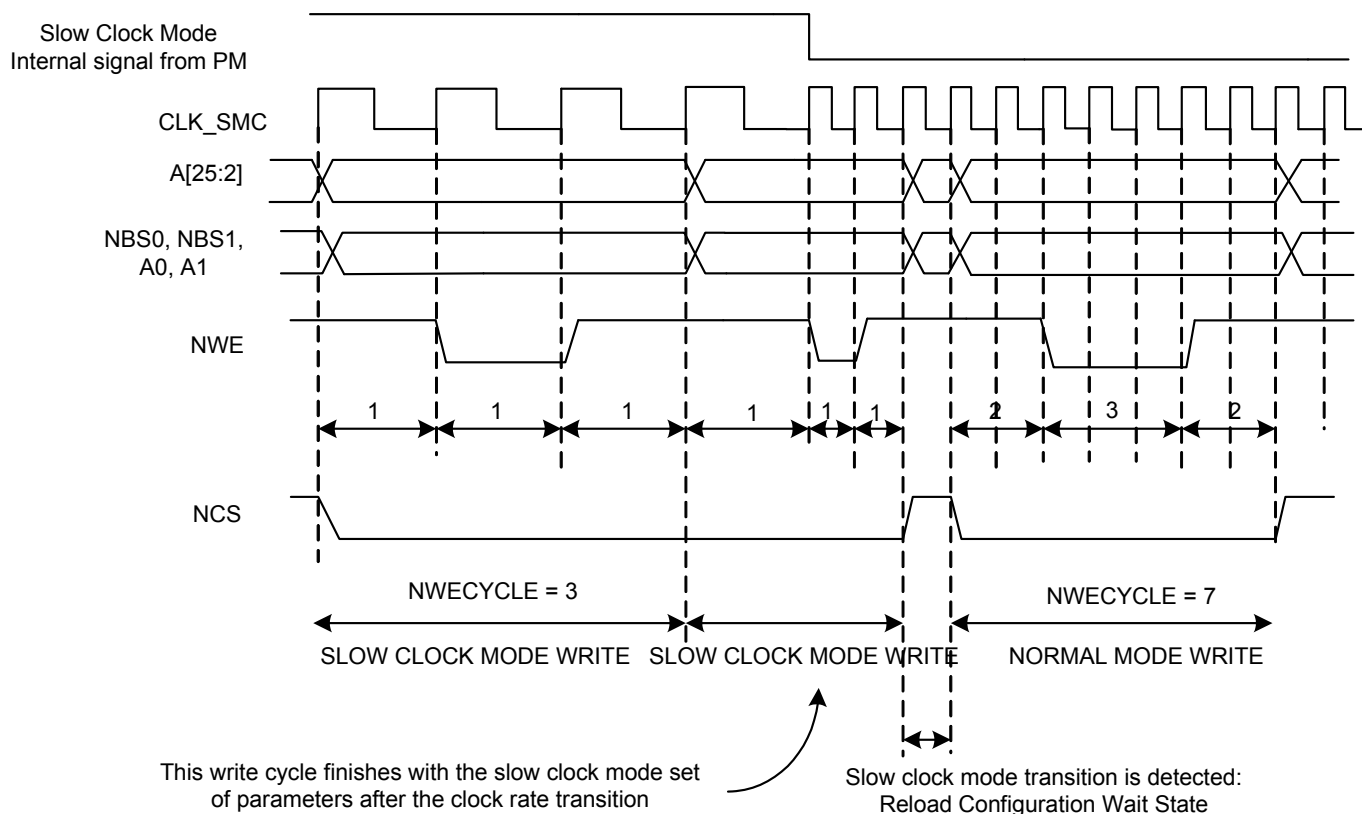 Slow Clock Mode
Internal signal from PM
CLK_SMC
A[25:2]
NBS0, NBS1,
A0, A1
NWE
1 1 1 1 1 1 2 3 2
NCS
NWECYCLE = 3 NWECYCLE = 7
SLOW CLOCK MODE WRITE SLOW CLOCK MODE WRITE NORMAL MODE WRITE
This write cycle finishes with the slow clock mode set
of parameters after the clock rate transition
Slow clock mode transition is detected:
Reload Configuration Wait State